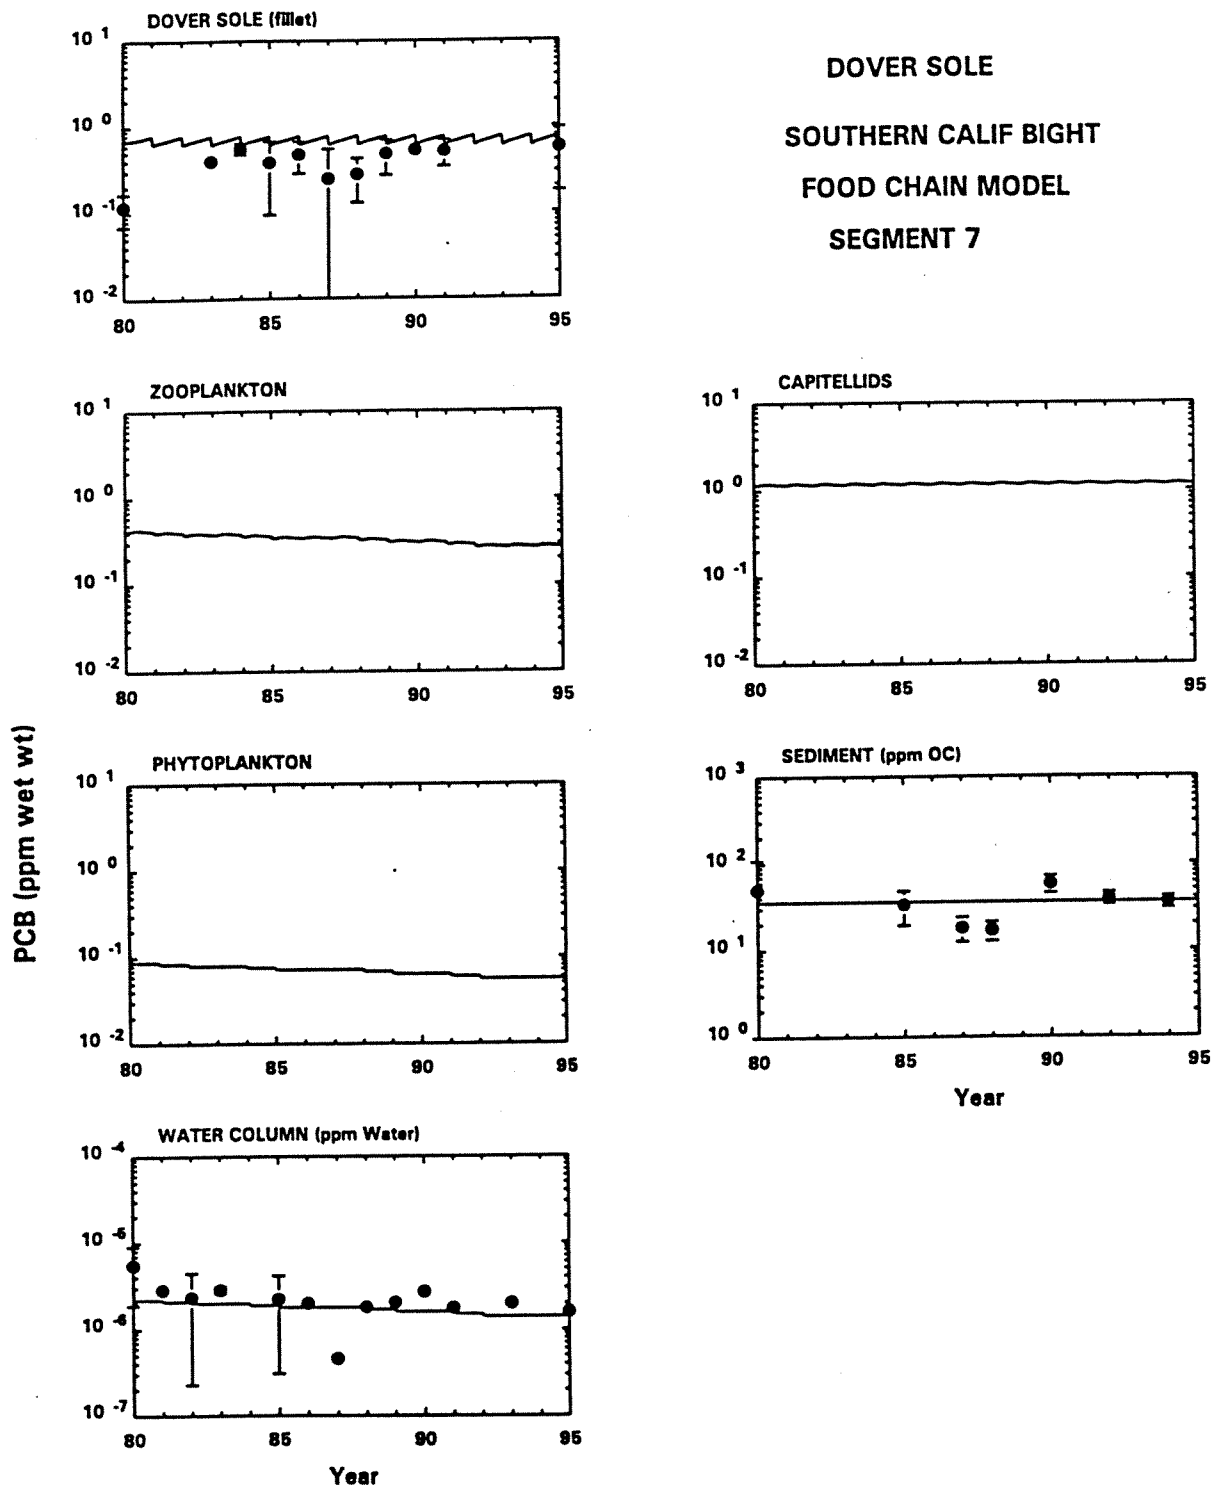 DOVER SOLE (fillet)
10 1
10 0
10 -1
10 -2
80 85 90 95
DOVER SOLE
SOUTHERN CALIF BIGHT
FOOD CHAIN MODEL
SEGMENT 7
ZOOPLANKTON
10 1
10 0
10 -1
10 -2
80 85 90 95
CAPITELLIDS
10 1
10 0
10 -1
10 -2
80 85 90 95
PCB (ppm wet wt)
PHYTOPLANKTON
10 1
10 0
10 -1
10 -2
80 85 90 95
SEDIMENT (ppm OC)
10 3
10 2
10 1
10 0
80 85 90 95
Year
WATER COLUMN (ppm Water)
10 -4
10 -5
10 -6
10 -7
80 85 90 95
Year